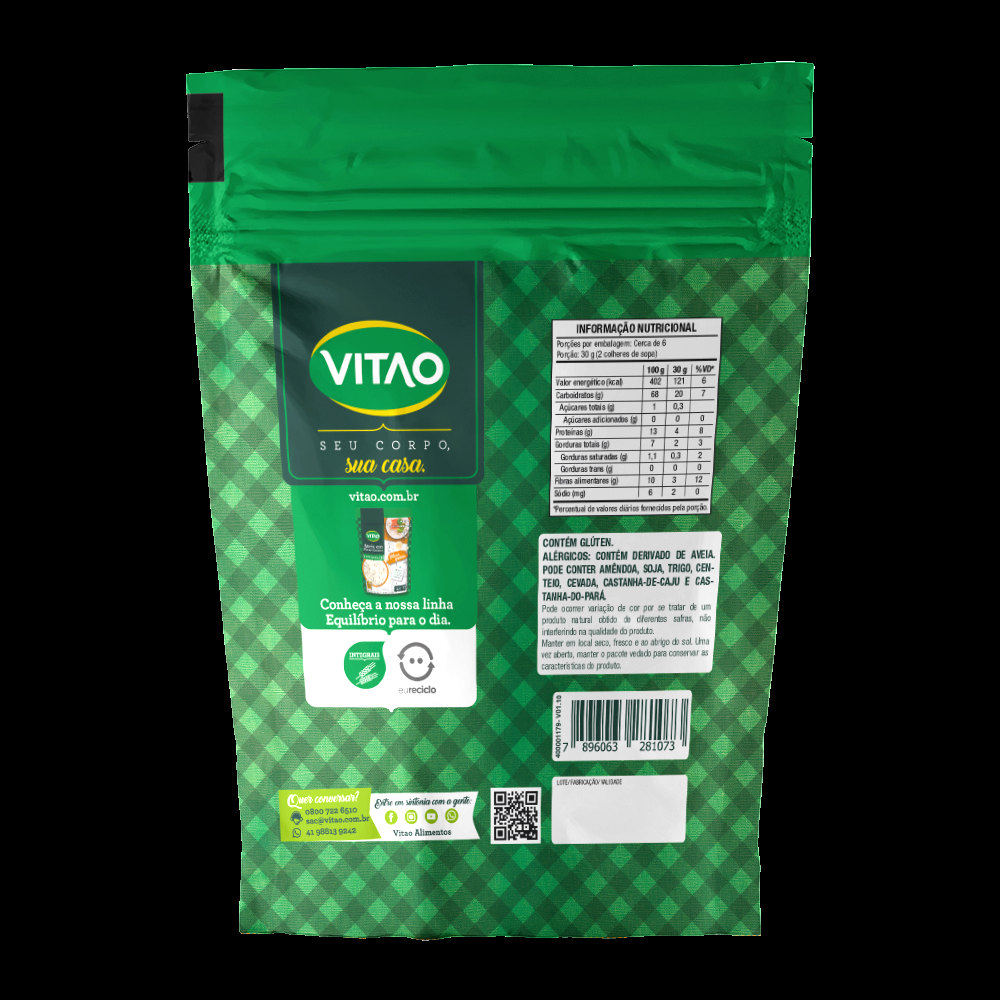 VITAO
SEU CORPO,
sua casa.
vitao.com.br
VITAO
Conheça a nossa linha
Equilíbrio para o dia.
INTEGRAIS
eureciclo
Quer conversar?
0800 722 6510
sac@vitao.com.br
41 98813 9242
Entre em sintonia com a gente:
Vitao Alimentos
INFORMAÇÃO NUTRICIONAL
Porções por embalagem: Cerca de 6
Porção: 30 g (2 colheres de sopa)
100 g 30 g %VD*
Valor energético (kcal) 402 121 6
Carboidratos (g) 68 20 7
Açúcares totais (g) 1 0,3
Açúcares adicionados (g) 0 0 0
Proteínas (g) 13 4 8
Gorduras totais (g) 7 2 3
Gorduras saturadas (g) 1,1 0,3 2
Gorduras trans (g) 0 0 0
Fibras alimentares (g) 10 3 12
Sódio (mg) 6 2 0
*Percentual de valores diários fornecidos pela porção.
CONTÉM GLÚTEN.
ALÉRGICOS: CONTÉM DERIVADO DE AVEIA.
PODE CONTER AMÊNDOA, SOJA, TRIGO, CEN-
TEIO, CEVADA, CASTANHA-DE-CAJU E CAS-
TANHA-DO-PARÁ.
Pode ocorrer variação de cor por se tratar de um
produto natural obtido de diferentes safras, não
interferindo na qualidade do produto.
Manter em local seco, fresco e ao abrigo do sol. Uma
vez aberto, manter o pacote vedado para conservar as
características do produto.
400001179- V01.10
7 896063 281073
LOTE/ FABRICAÇÃO/ VALIDADE